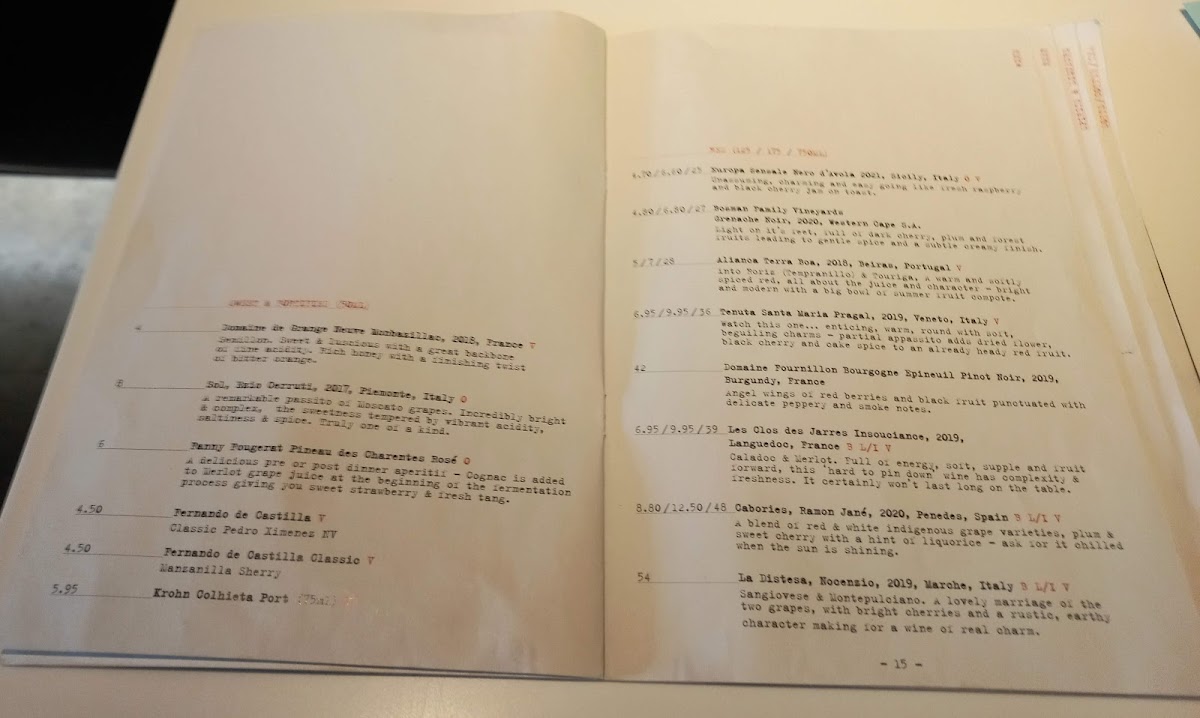 SWEET & FORTIFIED (50ML)
4 Domaine de Grange Neuve Monbazillac, 2018, France V
Semillon. Sweet & luscious with a great backbone
of fine acidity. Rich honey with a finishing twist
of bitter orange.
8 Sol, Ezio Cerruti, 2017, Piemonte, Italy O
A remarkable passito of Moscato grapes. Incredibly bright
& complex, the sweetness tempered by vibrant acidity,
saltiness & spice. Truly one of a kind.
6 Fanny Fougerat Pineau des Charentes Rosé O
A delicious pre or post dinner aperitif - Cognac is added
to Merlot grape juice at the beginning of the fermentation
process giving you sweet strawberry & fresh tang.
4.50 Fernando de Castilla V
Classic Pedro Ximenez NV
4.50 Fernando de Castilla Classic V
Manzanilla Sherry
5.95 Krohn Colhieta Port (75ml)
RED (125 / 175 / 750ML)
4.70/6.60/25 Europa Sensale Nero d'Avola 2021, Sicily, Italy O V
Unassuming, charming and easy going like fresh raspberry
and black cherry jam on toast.
4.80/6.80/27 Bosman Family Vineyards
Grenache Noir, 2020, Western Cape S.A.
Light on it's feet, full of dark cherry, plum and forest
fruits leading to gentle spice and a subtle creamy finish.
5/7/28 Alianca Terra Boa, 2018, Beiras, Portugal V
into Roriz (Tempranillo) & Touriga. A warm and softly
spiced red, all about the juice and character - bright
and modern with a big bowl of summer fruit compote.
6.95/9.95/36 Tenuta Santa Maria Pragal, 2019, Veneto, Italy V
Watch this one... enticing, warm, round with soft,
beguiling charms - partial appassito adds dried flower,
black cherry and cake spice to an already heady red fruit.
42 Domaine Fournillon Bourgogne Epineuil Pinot Noir, 2019,
Burgundy, France
Angel wings of red berries and black fruit punctuated with
delicate peppery and smoke notes.
6.95/9.95/39 Les Clos des Jarres Insouciance, 2019,
Languedoc, France B L/I V
Caladoc & Merlot. Full of energy, soft, supple and fruit
forward, this 'hard to pin down' wine has complexity &
freshness. It certainly won't last long on the table.
8.80/12.50/48 Cabories, Ramon Jané, 2020, Penedes, Spain B L/I V
A blend of red & white indigenous grape varieties, plum &
sweet cherry with a hint of liquorice - ask for it chilled
when the sun is shining.
54 La Distesa, Nocenzio, 2019, Marche, Italy B L/I V
Sangiovese & Montepulciano. A lovely marriage of the
two grapes, with bright cherries and a rustic, earthy
character making for a wine of real charm.
- 15 -